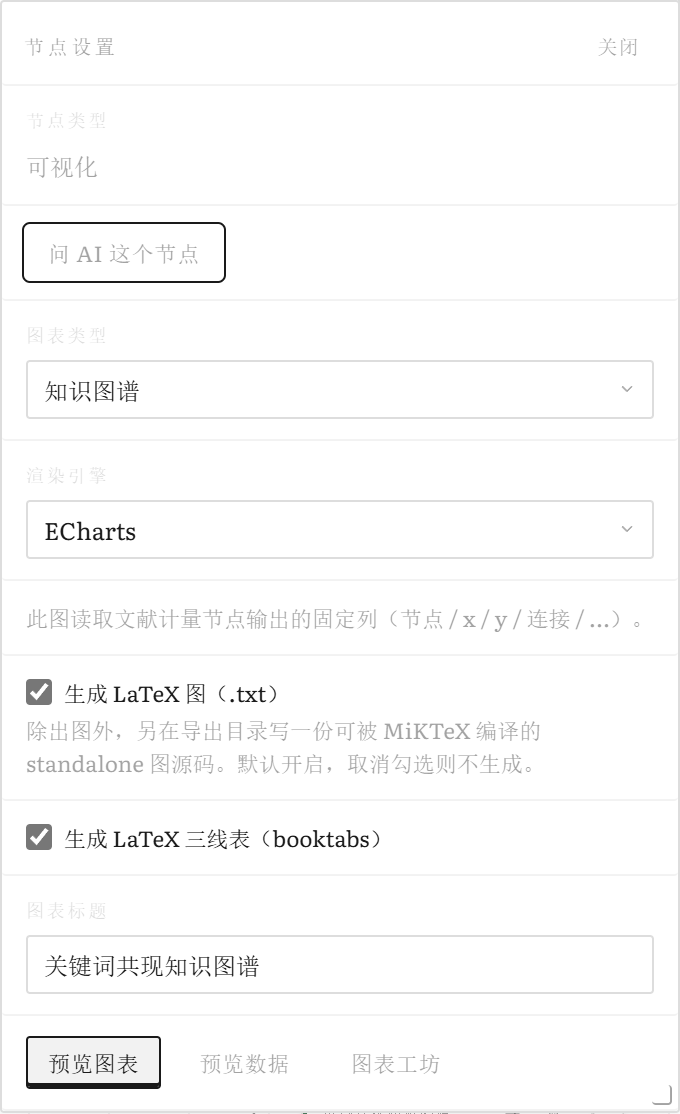 节点设置
关闭
节点类型
可视化
问 AI 这个节点
图表类型
知识图谱
渲染引擎
ECharts
此图读取文献计量节点输出的固定列（节点 / x / y / 连接 / …）。
生成 LaTeX 图（.txt）
除出图外，另在导出目录写一份可被 MiKTeX 编译的
standalone 图源码。默认开启，取消勾选则不生成。
生成 LaTeX 三线表（booktabs）
图表标题
关键词共现知识图谱
预览图表
预览数据
图表工坊